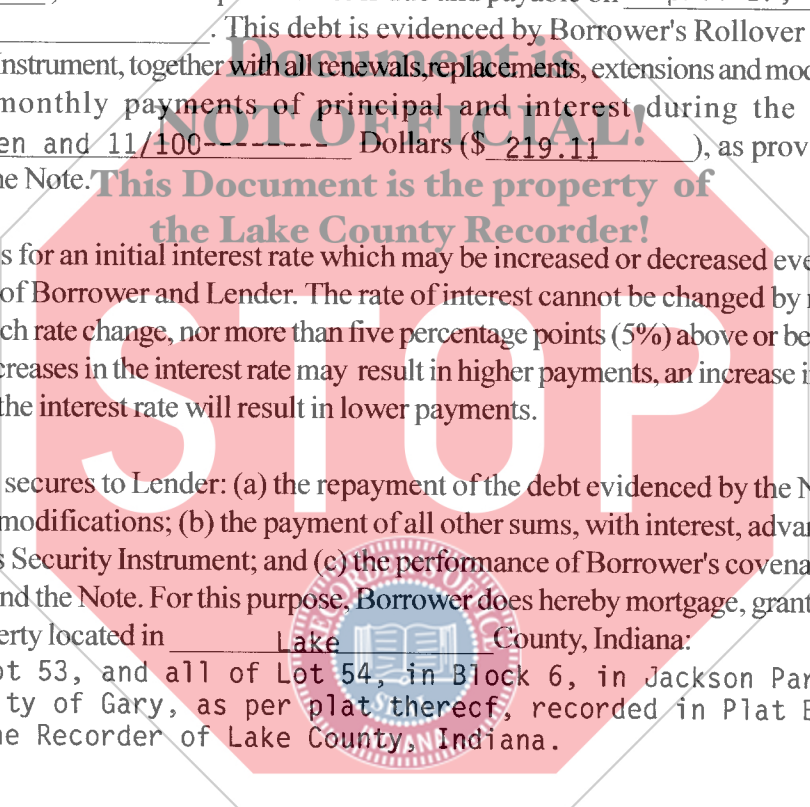 . This debt is evidenced by Borrower's Rollover
Document is
Instrument, together with all renewals,replacements, extensions and mod
monthly payments of principal and interest during the
NOT OFFICIAL!
en and 11/100-------- Dollars ($ 219.11 ), as prov
ne Note.
This Document is the property of
the Lake County Recorder!
s for an initial interest rate which may be increased or decreased eve
of Borrower and Lender. The rate of interest cannot be changed by
ch rate change, nor more than five percentage points (5%) above or be
creases in the interest rate may result in higher payments, an increase i
the interest rate will result in lower payments.
STOP
secures to Lender: (a) the repayment of the debt evidenced by the N
modifications; (b) the payment of all other sums, with interest, advan
s Security Instrument; and (c) the performance of Borrower's covena
nd the Note. For this purpose, Borrower does hereby mortgage, grant
erty located in Lake County, Indiana:
ot 53, and all of Lot 54, in Block 6, in Jackson Par
ty of Gary, as per plat therecf, recorded in Plat B
ne Recorder of Lake County, Indiana.
RECORDER'S OFFICE
SEAL
INDIANA